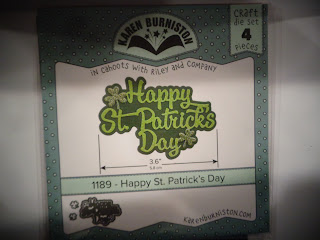 KAREN BURNISTON
CRAFT
die set
4
PIECES
IN CAHOOTS WITH RILEY AND COMPANY
Happy
St. Patrick's
Day
3.6"
1189 - Happy St. Patrick's Day
KARENBURNISTON.COM